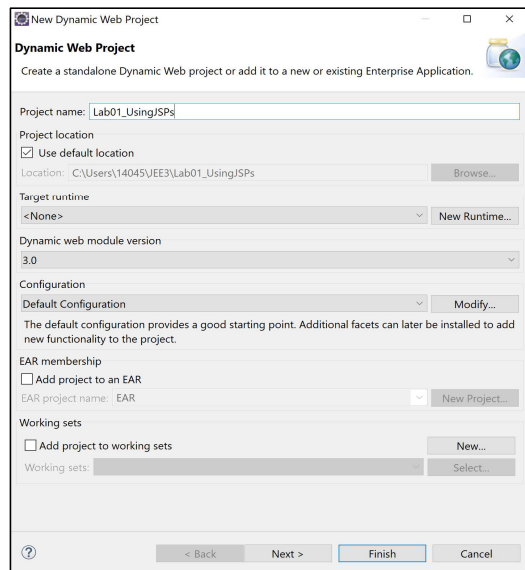 New Dynamic Web Project
Dynamic Web Project
Create a standalone Dynamic Web project or add it to a new or existing Enterprise Application.
Project name: Lab01_UsingJSPs
Project location
Use default location
Location: C:\Users\14045\JEE3\Lab01_UsingJSPs Browse...
Target runtime
<None> New Runtime...
Dynamic web module version
3.0
Configuration
Default Configuration Modify...
The default configuration provides a good starting point. Additional facets can later be installed to add
new functionality to the project.
EAR membership
Add project to an EAR
EAR project name: EAR New Project...
Working sets
Add project to working sets New...
Working sets: Select...
? < Back Next > Finish Cancel